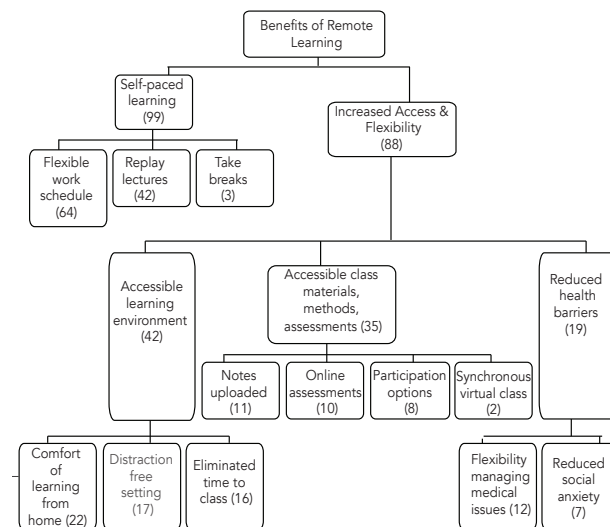 Benefits of Remote
Learning
Self-paced
learning
(99)
Increased Access &
Flexibility
(88)
Flexible
work
schedule
(64)
Replay
lectures
(42)
Take
breaks
(3)
Accessible
learning
environment
(42)
Accessible class
materials,
methods,
assessments (35)
Reduced
health
barriers
(19)
Notes
uploaded
(11)
Online
assessments
(10)
Participation
options
(8)
Synchronous
virtual class
(2)
Comfort
of
learning
from
home (22)
Distraction
free
setting
(17)
Eliminated
time to
class (16)
Flexibility
managing
medical
issues (12)
Reduced
social
anxiety
(7)